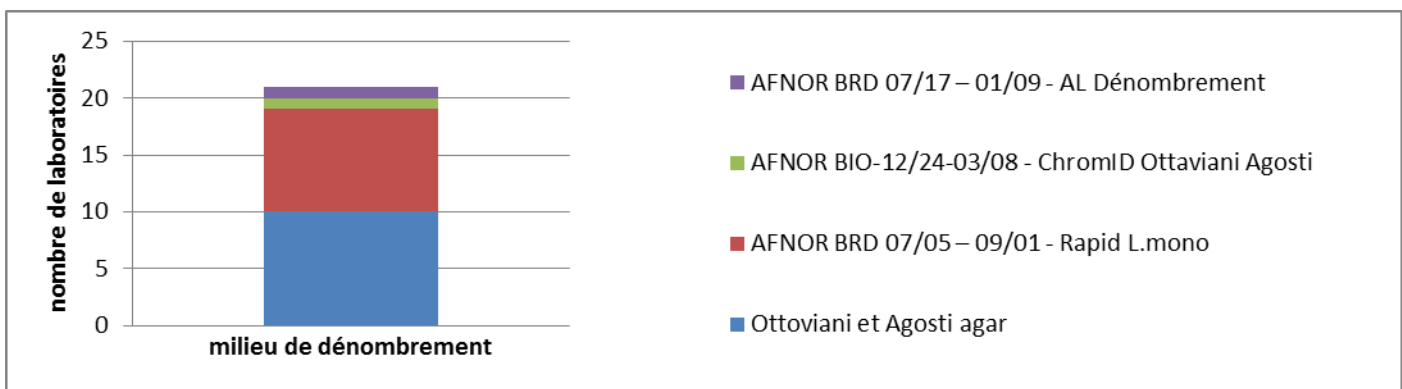 25
20
15
10
5
0
nombre de laboratoires
milieu de dénombrement
AFNOR BRD 07/17 – 01/09 - AL Dénombrement
AFNOR BIO-12/24-03/08 - ChromID Ottaviani Agosti
AFNOR BRD 07/05 – 09/01 - Rapid L.mono
Ottoviani et Agosti agar